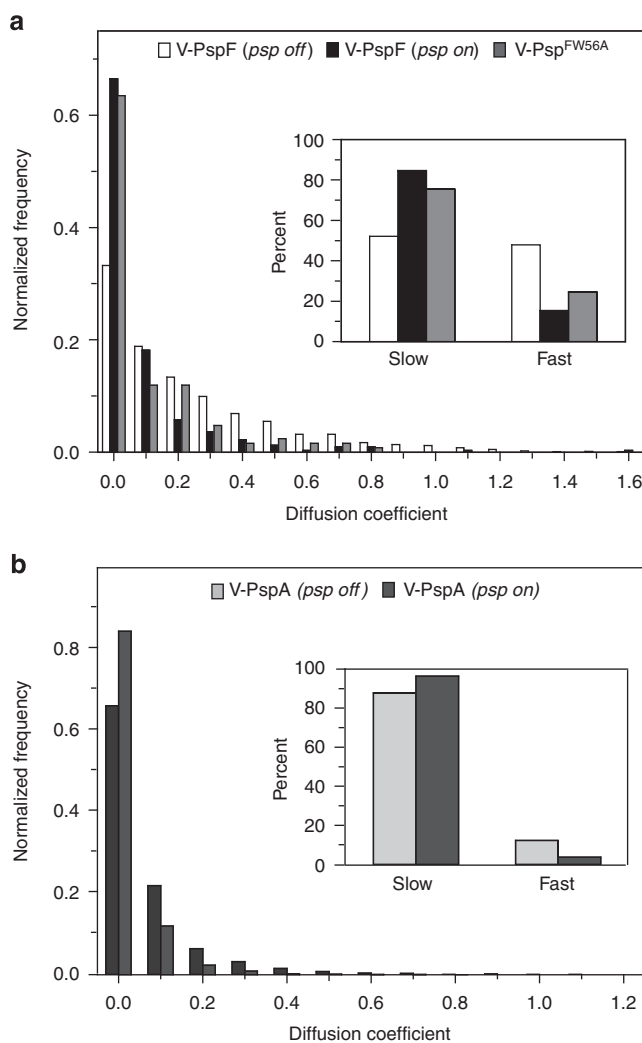 a
V-PspF (psp off) V-PspF (psp on) V-Psp^FW56A
0.6
0.4
0.2
0.0
Normalized frequency
100
80
60
40
20
0
Percent
Slow Fast
0.0 0.2 0.4 0.6 0.8 1.0 1.2 1.4 1.6
Diffusion coefficient
b
V-PspA (psp off) V-PspA (psp on)
0.8
0.6
0.4
0.2
0.0
Normalized frequency
100
80
60
40
20
0
Percent
Slow Fast
0.0 0.2 0.4 0.6 0.8 1.0 1.2
Diffusion coefficient